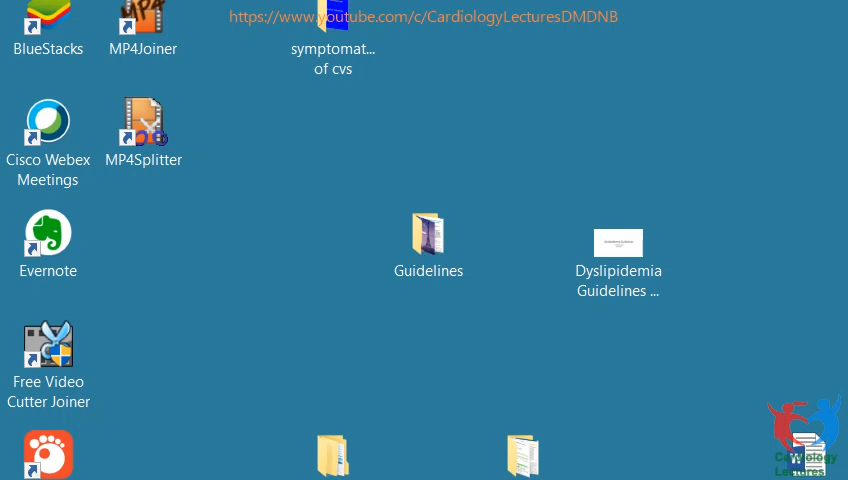 https://www.youtube.com/c/CardiologyLecturesDMDNB
BlueStacks
MP4Joiner
symptomat...
of cvs
Cisco Webex
Meetings
MP4Splitter
Evernote
Guidelines
Dyslipidemia
Guidelines ...
Free Video
Cutter Joiner
Cardiology
Lectures